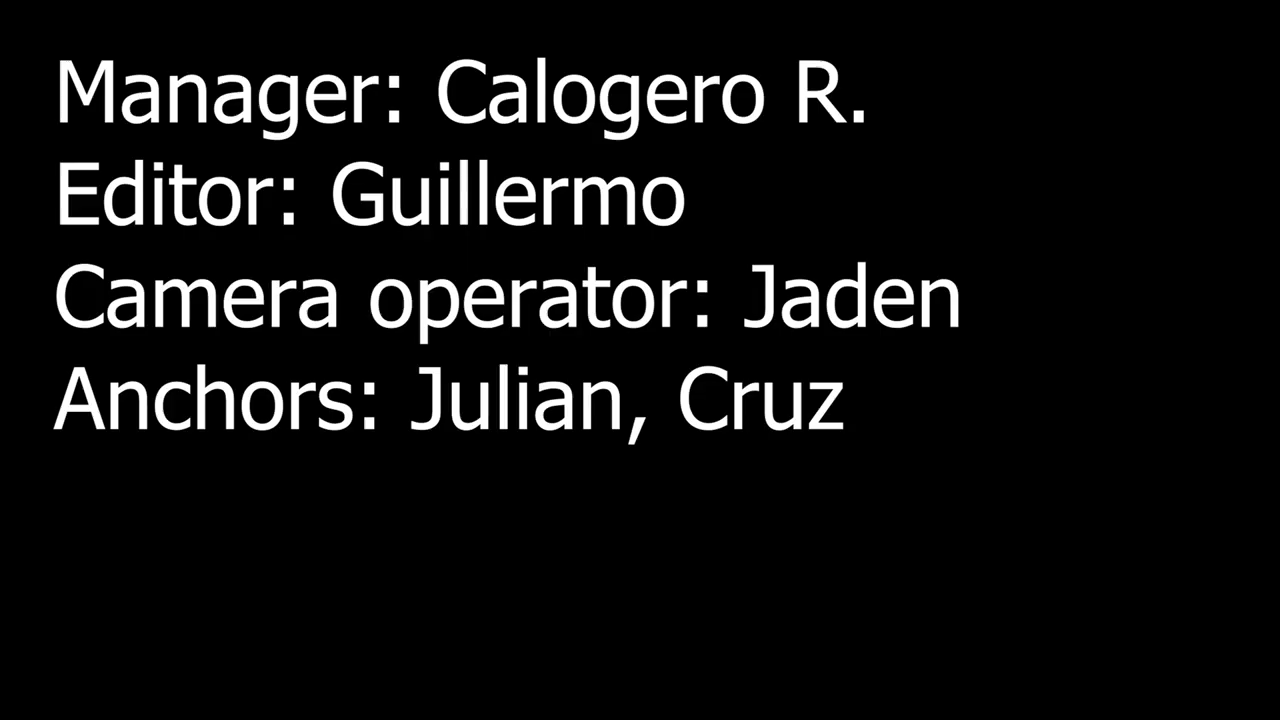 Manager: Calogero R.
Editor: Guillermo
Camera operator: Jaden
Anchors: Julian, Cruz